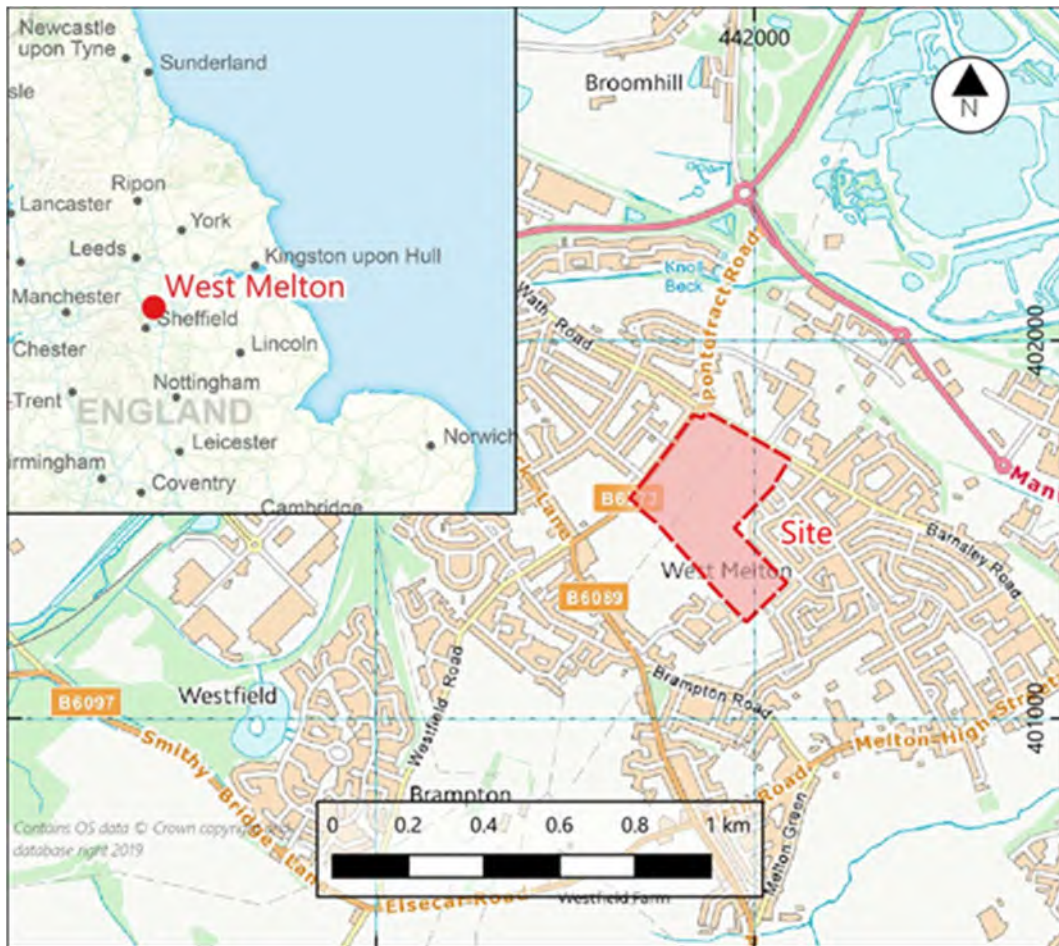 Newcastle
upon Tyne
Sunderland
Ripon
Lancaster
York
Leeds
Kingston upon Hull
West Melton
Manchester
Sheffield
Chester
Lincoln
Nottingham
Trent
ENGLAND
Leicester
Norwich
Coventry
Cambridge
442000
Broomhill
N
Knoll
Beck
Pontefract Road
Wath Road
402000
Lane
Site
West Melton
Barnsley Road
B6089
Westfield
Westfield Road
B6097
Brampton Road
401000
Melton High Street
Smithy Bridge Lane
Brampton
Road
Melton Green
0 0.2 0.4 0.6 0.8 1 km
Contains OS data © Crown copyright and
database right 2019
Elsecar Road
Westfield Farm